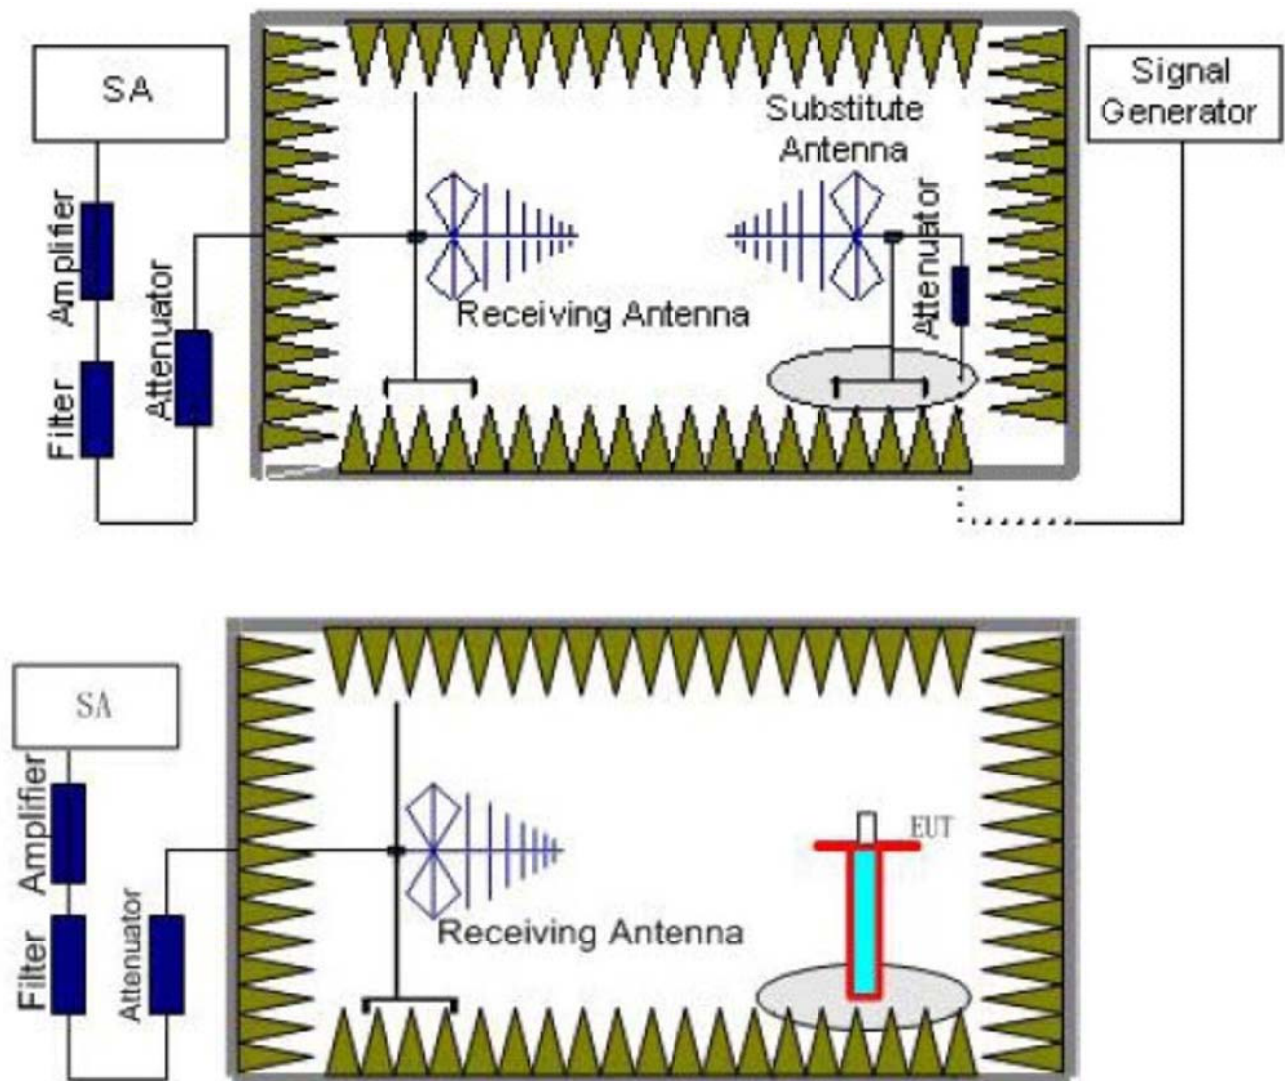 SA
Signal
Generator
Substitute
Antenna
Amplifier
Attenuator
Attenuator
Receiving Antenna
Filter
SA
Amplifier
EUT
Attenuator
Receiving Antenna
Filter